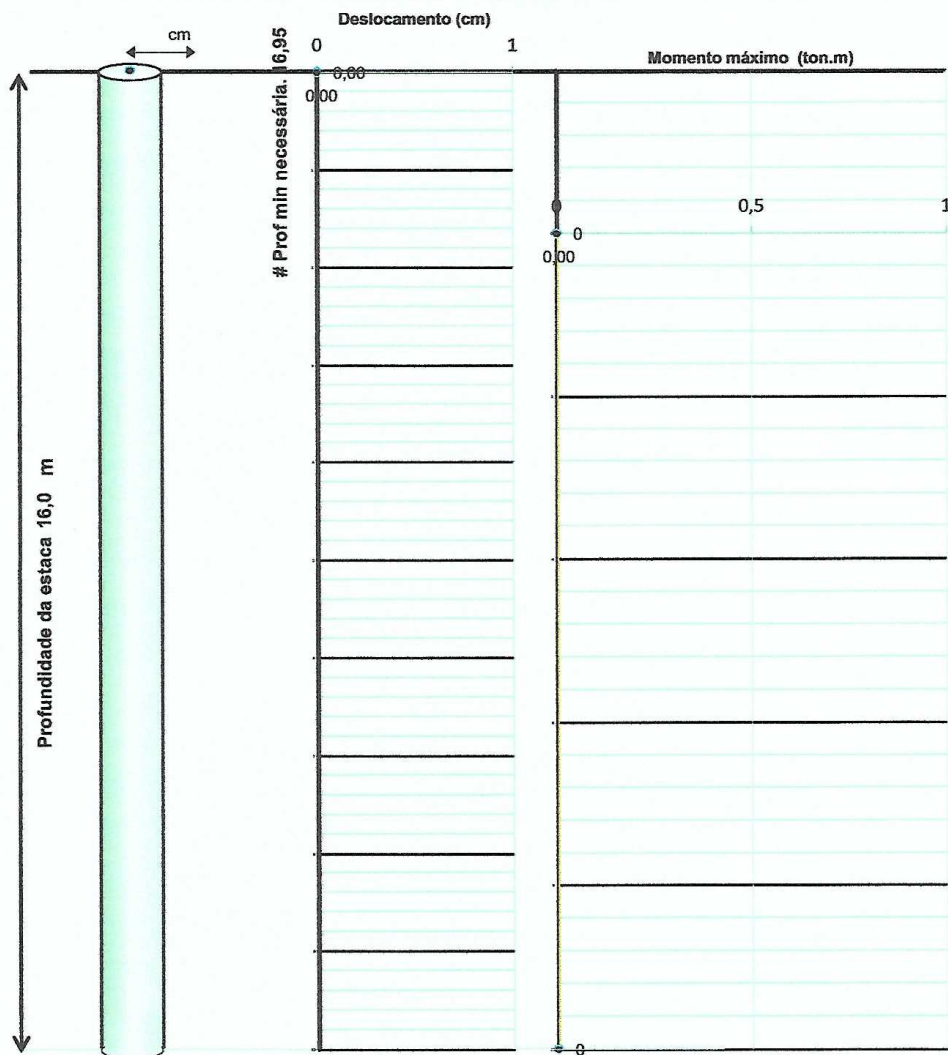 Deslocamento (cm)
cm
0
1
Momento máximo (ton.m)
0,00
0,00
# Prof min necessária. 16,95
0
0,5
1
0
0,00
Profundidade da estaca 16,0 m
0